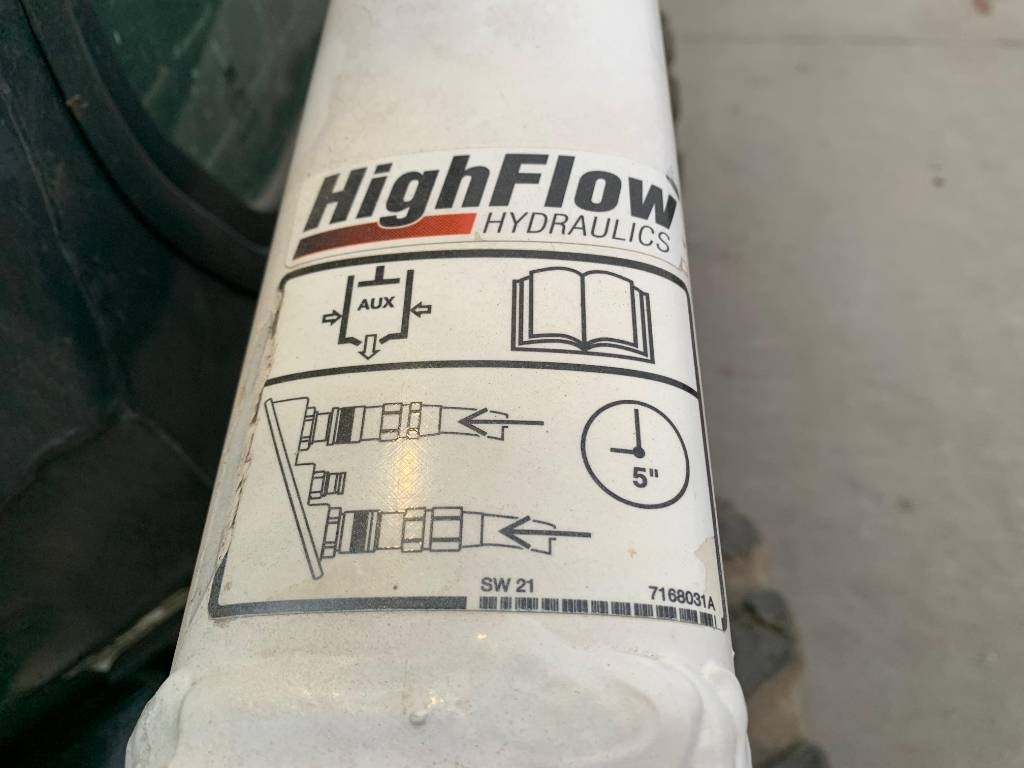 HighFlow
HYDRAULICS
AUX
5"
SW 21
7168031A